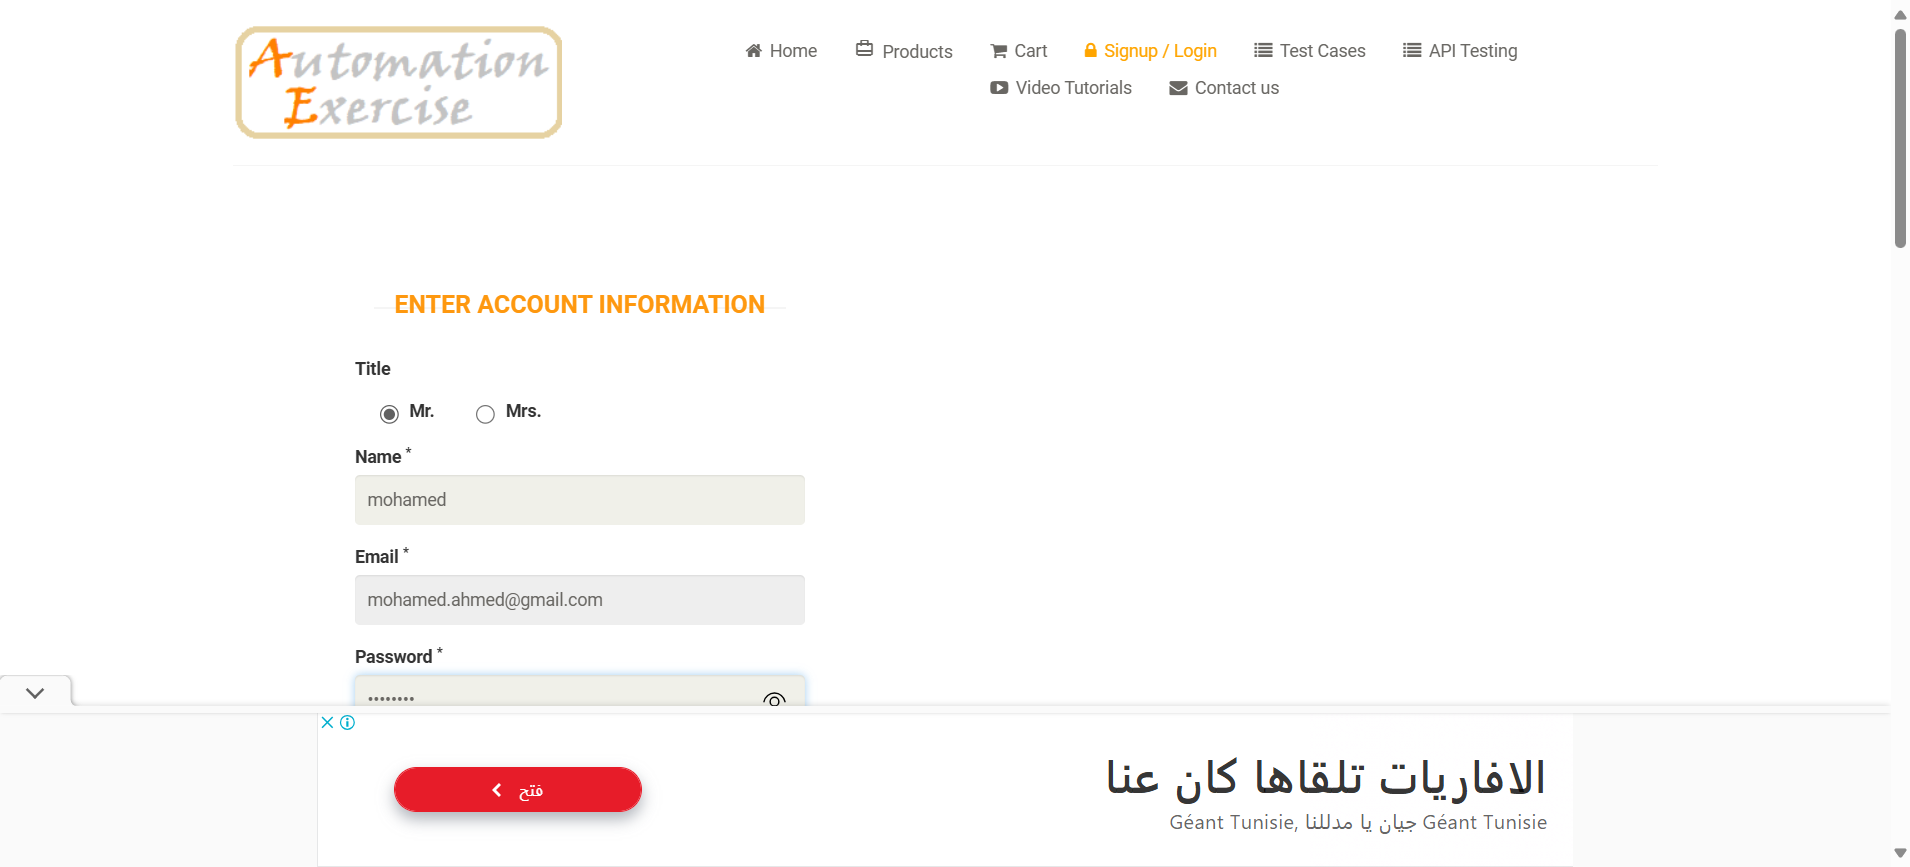 Automation
Exercise
Home
Products
Cart
Signup / Login
Test Cases
API Testing
Video Tutorials
Contact us
ENTER ACCOUNT INFORMATION
Title
Mr.
Mrs.
Name *
mohamed
Email *
mohamed.ahmed@gmail.com
Password *
••••••••
الافاريات تلقاها كان عنا
فتح
Géant Tunisie, جيان يا مدللنا Géant Tunisie